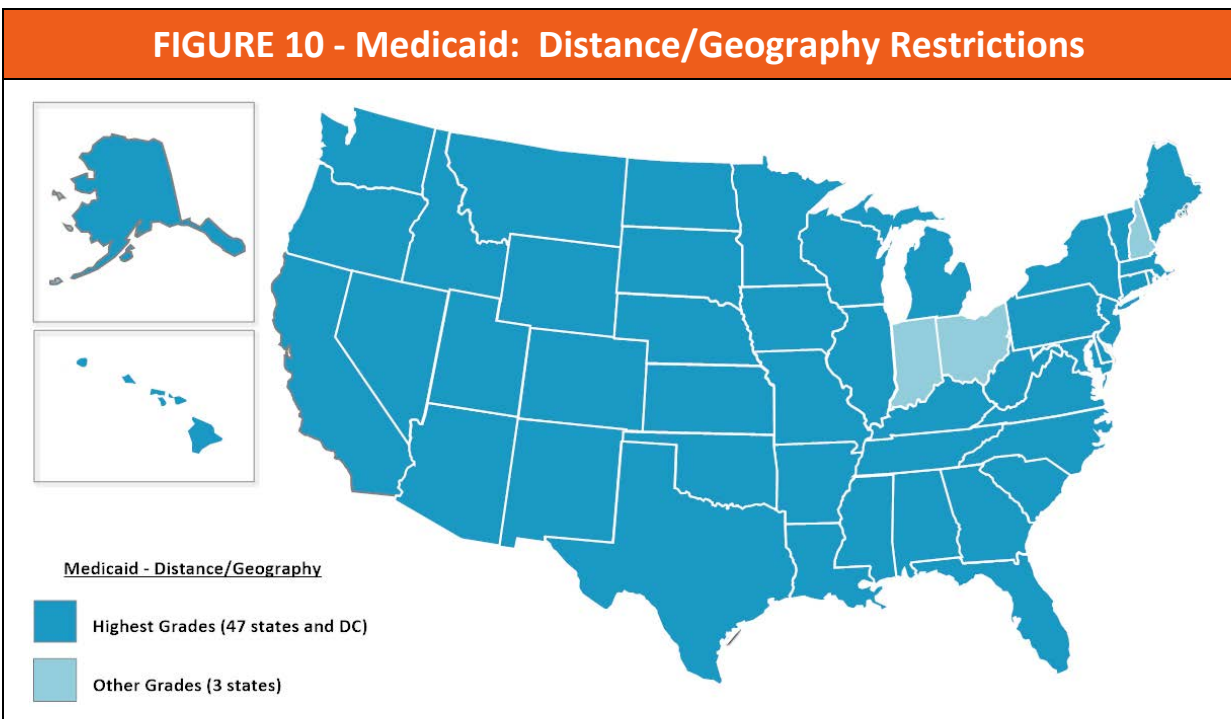 FIGURE 10 - Medicaid:  Distance/Geography Restrictions
Medicaid - Distance/Geography
Highest Grades (47 states and DC)
Other Grades (3 states)